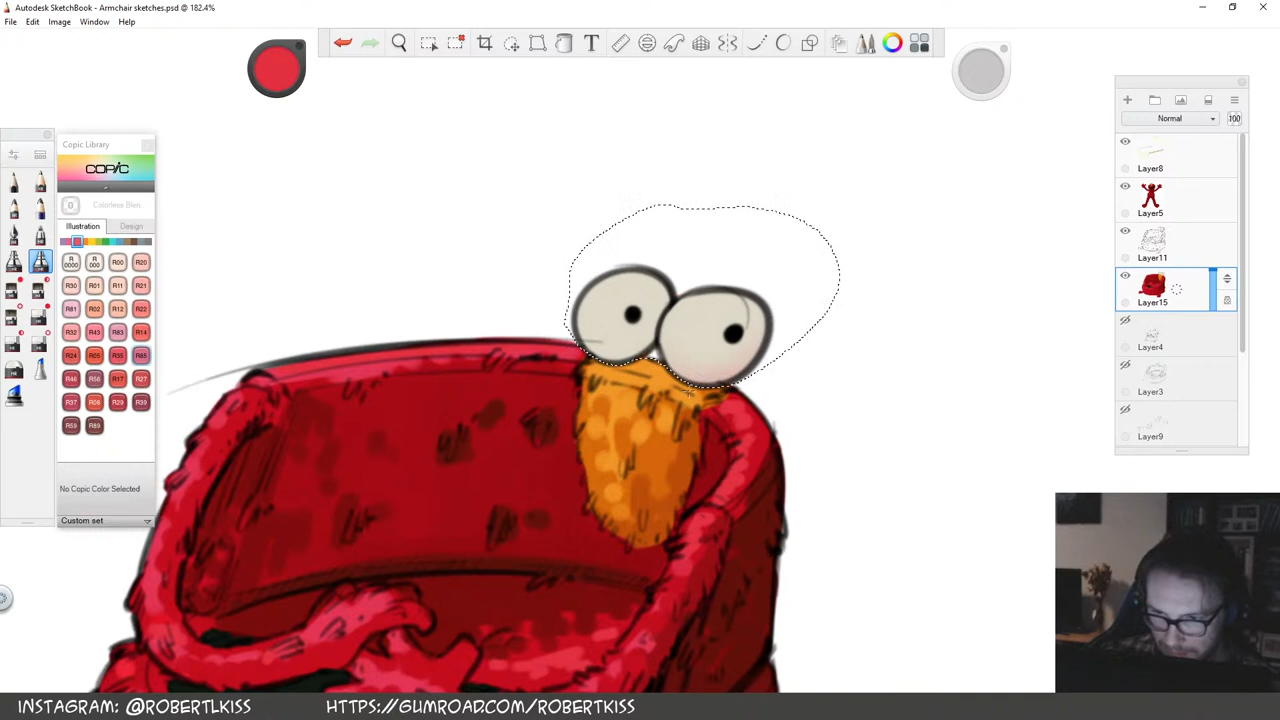 Autodesk SketchBook - Armchair sketches.psd @ 182.4%
File Edit Image Window Help
Normal
100
Layer8
Layer5
Layer11
Layer15
Layer4
Layer3
Layer9
Copic Library
COPIC
0 Colorless Blen...
Illustration Design
R0000 R000 R00 R20
R30 R01 R11 R21
R81 R02 R12 R22
R32 R43 R83 R14
R24 R05 R35 R85
R46 R56 R17 R27
R37 R08 R29 R39
R59 R89
No Copic Color Selected
Custom set
INSTAGRAM: @ROBERTLKISS HTTPS://GUMROAD.COM/ROBERTKISS